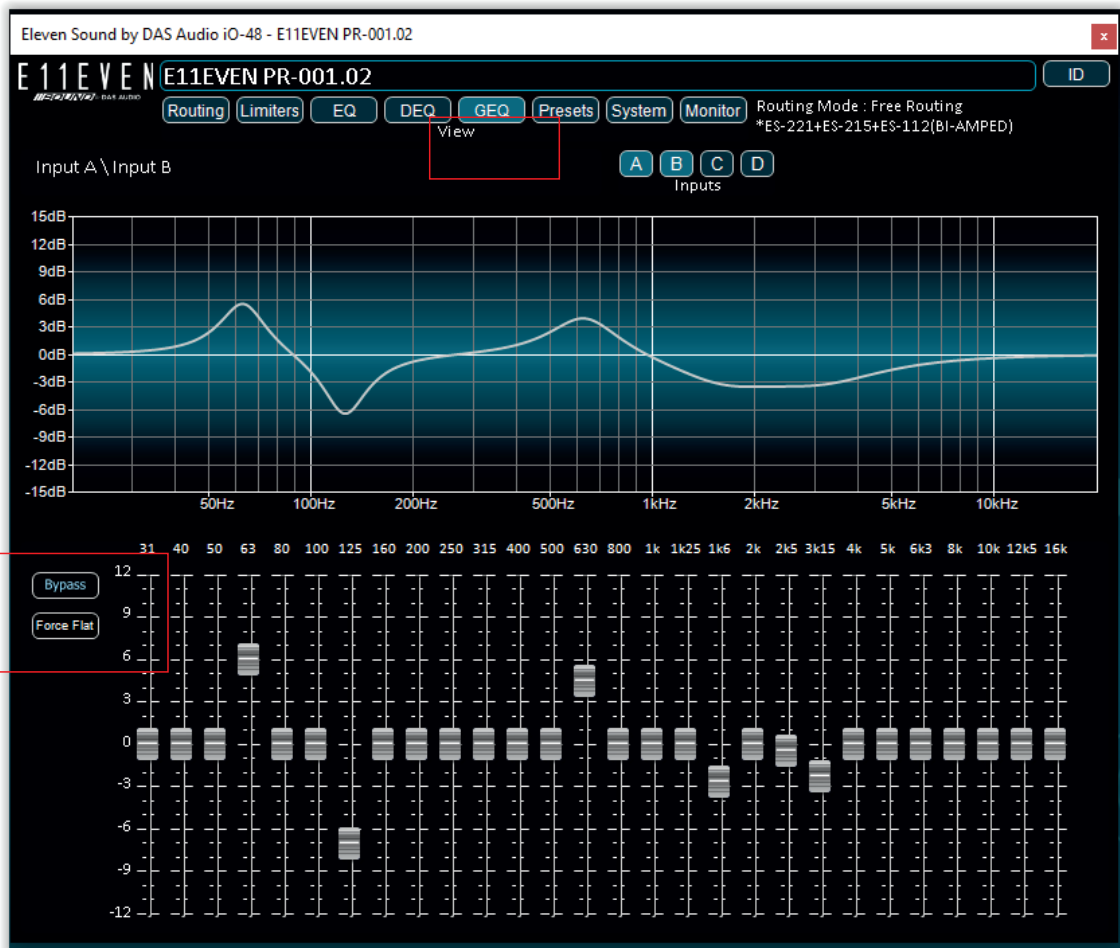 Eleven Sound by DAS Audio iO-48 - E11EVEN PR-001.02
x
E11EVEN
SOUND BY DAS AUDIO
E11EVEN PR-001.02
ID
Routing Limiters EQ DEQ GEQ Presets System Monitor
Routing Mode : Free Routing
*ES-221+ES-215+ES-112(BI-AMPED)
View
Input A \ Input B
A B C D
Inputs
15dB
12dB
9dB
6dB
3dB
0dB
-3dB
-6dB
-9dB
-12dB
-15dB
50Hz 100Hz 200Hz 500Hz 1kHz 2kHz 5kHz 10kHz
31 40 50 63 80 100 125 160 200 250 315 400 500 630 800 1k 1k25 1k6 2k 2k5 3k15 4k 5k 6k3 8k 10k 12k5 16k
Bypass
Force Flat
12
9
6
3
0
-3
-6
-9
-12